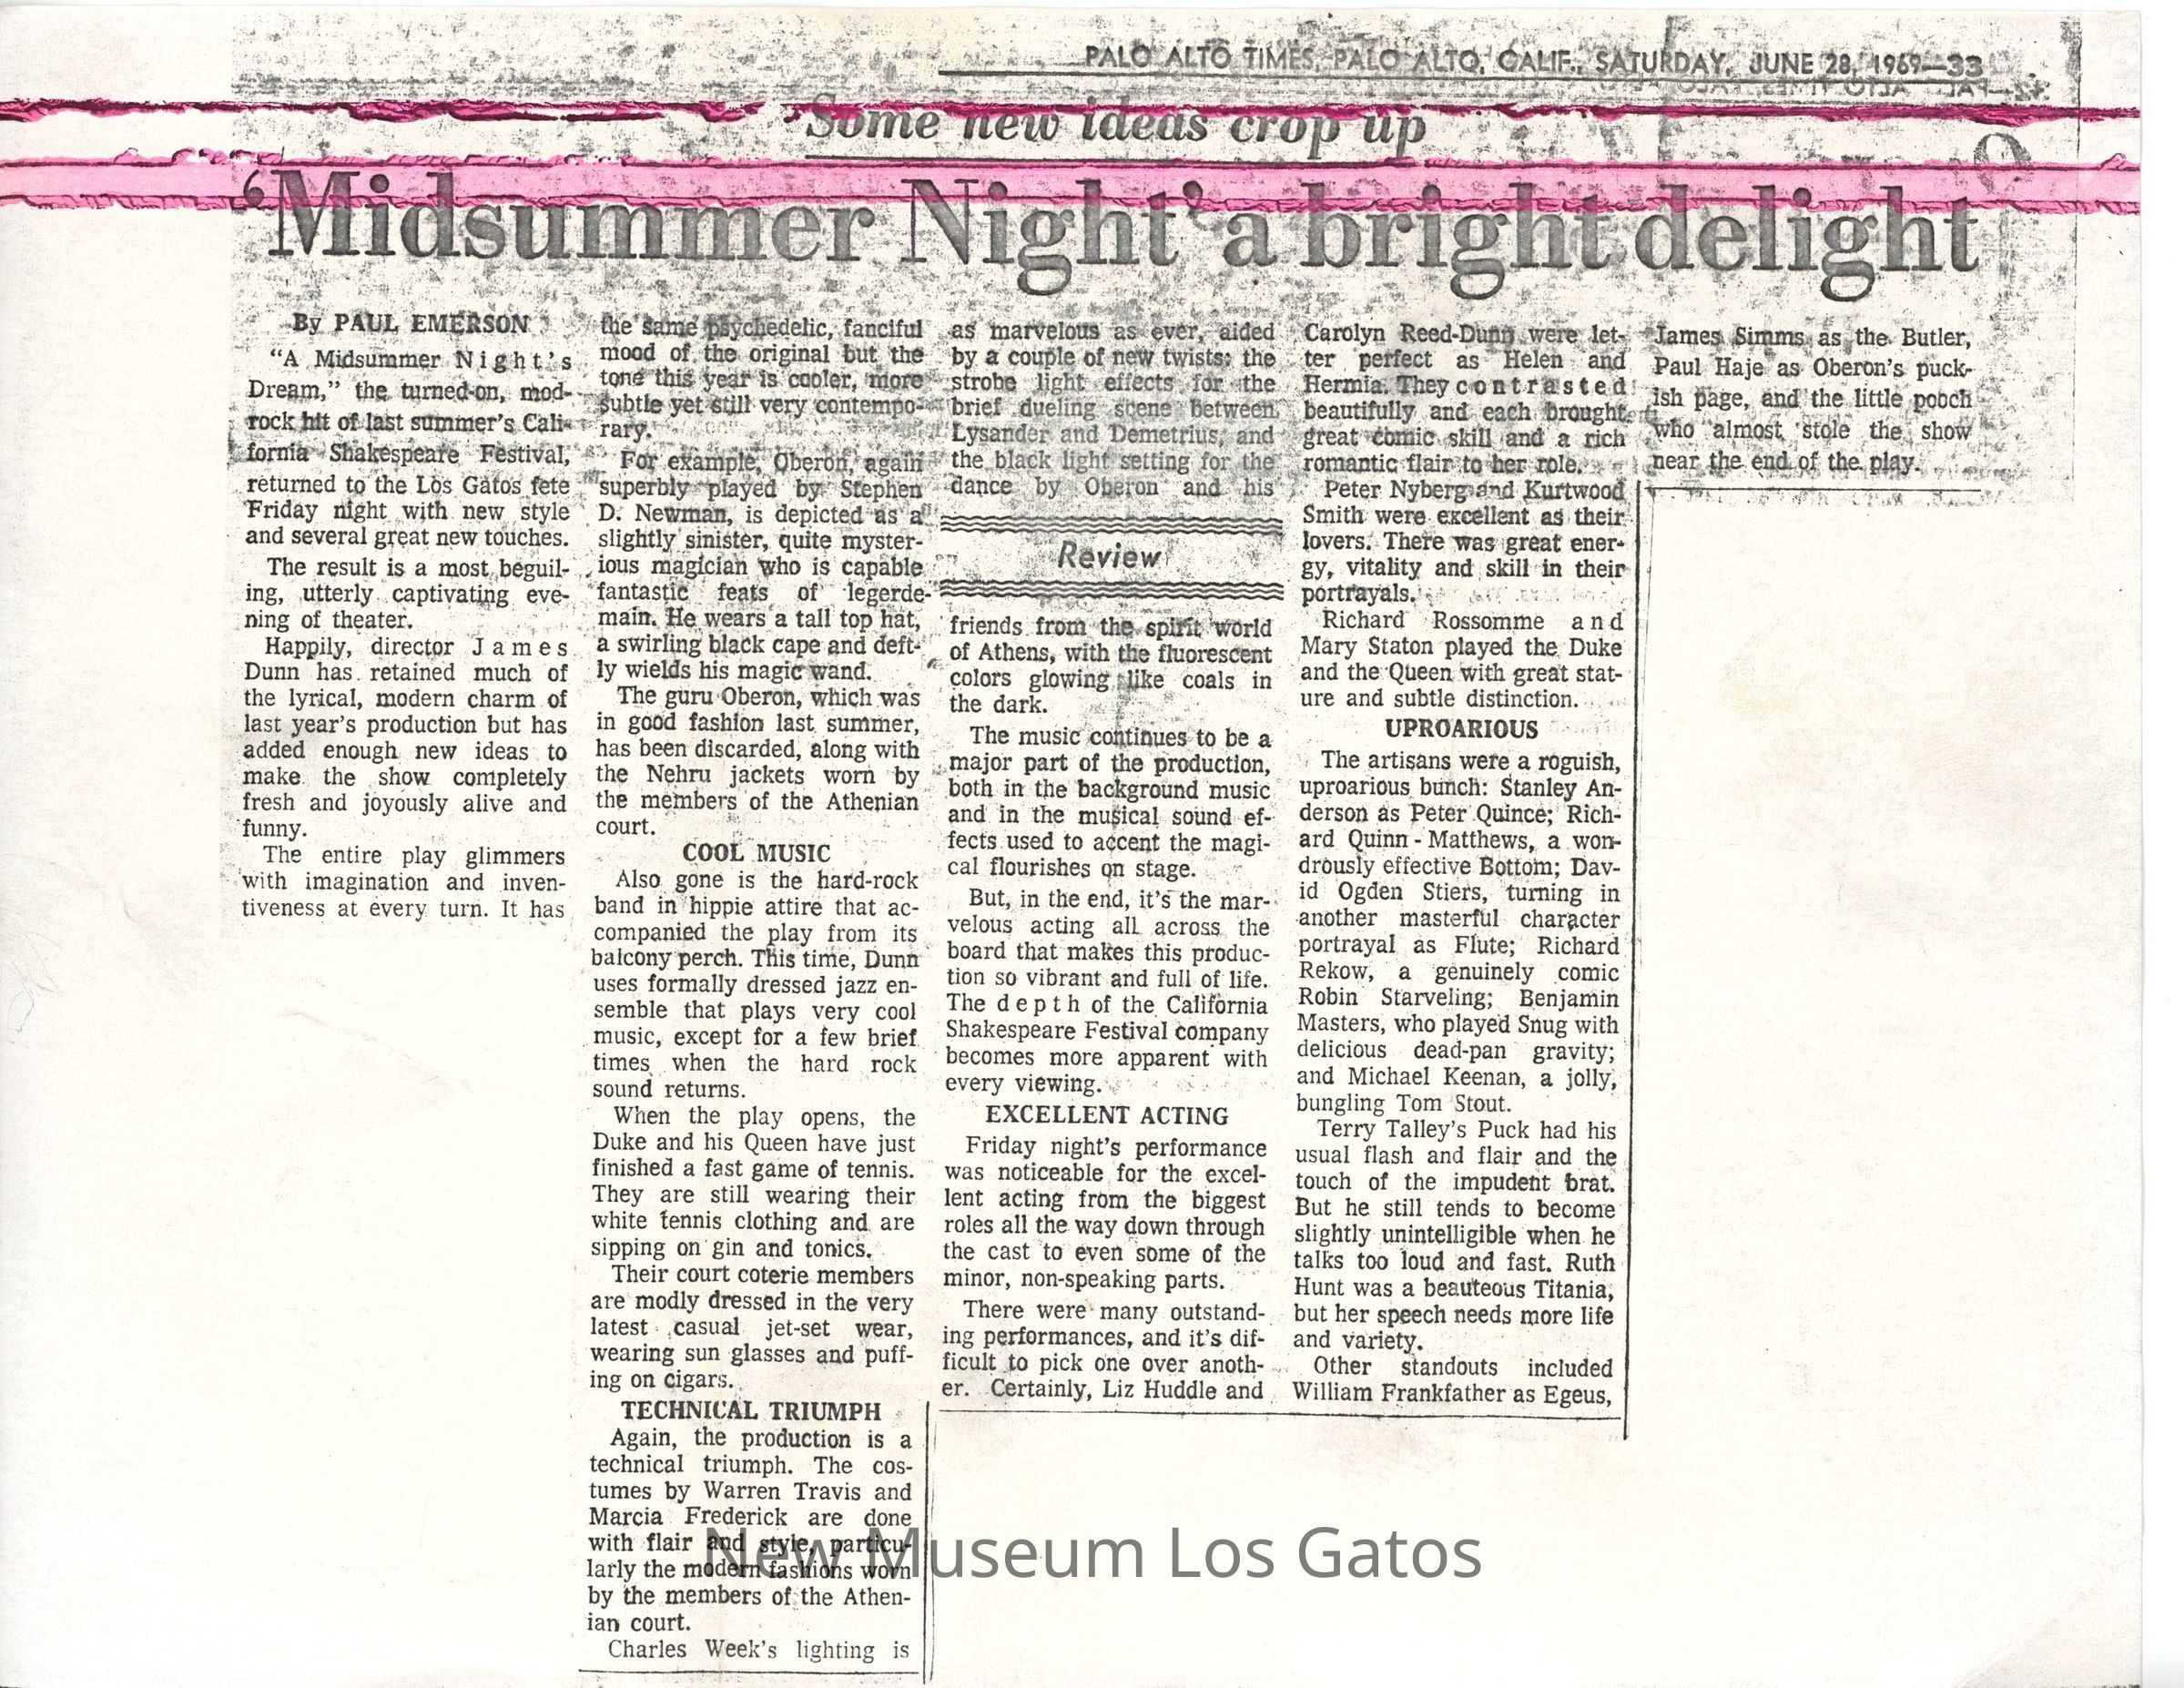 PALO ALTO TIMES, PALO ALTO, CALIF., SATURDAY, JUNE 28, 1969—33
Some new ideas crop up
‘Midsummer Night’ a bright delight
By PAUL EMERSON
“A Midsummer Night’s
Dream,” the turned-on, mod-
rock hit of last summer’s Cali-
fornia Shakespeare Festival,
returned to the Los Gatos fete
Friday night with new style
and several great new touches.
The result is a most beguil-
ing, utterly captivating eve-
ning of theater.
Happily, director James
Dunn has retained much of
the lyrical, modern charm of
last year’s production but has
added enough new ideas to
make the show completely
fresh and joyously alive and
funny.
The entire play glimmers
with imagination and inven-
tiveness at every turn. It has
the same psychedelic, fanciful
mood of the original but the
tone this year is cooler, more
subtle yet still very contempo-
rary.
For example, Oberon, again
superbly played by Stephen
D. Newman, is depicted as a
slightly sinister, quite myster-
ious magician who is capable
fantastic feats of legerde-
main. He wears a tall top hat,
a swirling black cape and deft-
ly wields his magic wand.
The guru Oberon, which was
in good fashion last summer,
has been discarded, along with
the Nehru jackets worn by
the members of the Athenian
court.
COOL MUSIC
Also gone is the hard-rock
band in hippie attire that ac-
companied the play from its
balcony perch. This time, Dunn
uses formally dressed jazz en-
semble that plays very cool
music, except for a few brief
times when the hard rock
sound returns.
When the play opens, the
Duke and his Queen have just
finished a fast game of tennis.
They are still wearing their
white tennis clothing and are
sipping on gin and tonics.
Their court coterie members
are modly dressed in the very
latest casual jet-set wear,
wearing sun glasses and puff-
ing on cigars.
TECHNICAL TRIUMPH
Again, the production is a
technical triumph. The cos-
tumes by Warren Travis and
Marcia Frederick are done
with flair and style, particu-
larly the modern fashions worn
by the members of the Athen-
ian court.
Charles Week’s lighting is
as marvelous as ever, aided
by a couple of new twists: the
strobe light effects for the
brief dueling scene between
Lysander and Demetrius, and
the black light setting for the
dance by Oberon and his
Review
friends from the spirit world
of Athens, with the fluorescent
colors glowing like coals in
the dark.
The music continues to be a
major part of the production,
both in the background music
and in the musical sound ef-
fects used to accent the magi-
cal flourishes on stage.
But, in the end, it’s the mar-
velous acting all across the
board that makes this produc-
tion so vibrant and full of life.
The depth of the California
Shakespeare Festival company
becomes more apparent with
every viewing.
EXCELLENT ACTING
Friday night’s performance
was noticeable for the excel-
lent acting from the biggest
roles all the way down through
the cast to even some of the
minor, non-speaking parts.
There were many outstand-
ing performances, and it’s dif-
ficult to pick one over anoth-
er. Certainly, Liz Huddle and
Carolyn Reed-Dunn were let-
ter perfect as Helen and
Hermia. They contrasted
beautifully and each brought
great comic skill and a rich
romantic flair to her role.
Peter Nyberg and Kurtwood
Smith were excellent as their
lovers. There was great ener-
gy, vitality and skill in their
portrayals.
Richard Rossomme and
Mary Staton played the Duke
and the Queen with great stat-
ure and subtle distinction.
UPROARIOUS
The artisans were a roguish,
uproarious bunch: Stanley An-
derson as Peter Quince; Rich-
ard Quinn-Matthews, a won-
drously effective Bottom; Dav-
id Ogden Stiers, turning in
another masterful character
portrayal as Flute; Richard
Rekow, a genuinely comic
Robin Starveling; Benjamin
Masters, who played Snug with
delicious dead-pan gravity;
and Michael Keenan, a jolly,
bungling Tom Stout.
Terry Talley’s Puck had his
usual flash and flair and the
touch of the impudent brat.
But he still tends to become
slightly unintelligible when he
talks too loud and fast. Ruth
Hunt was a beauteous Titania,
but her speech needs more life
and variety.
Other standouts included
William Frankfather as Egeus,
James Simms as the Butler,
Paul Haje as Oberon’s puck-
ish page, and the little pooch
who almost stole the show
near the end of the play.
New Museum Los Gatos